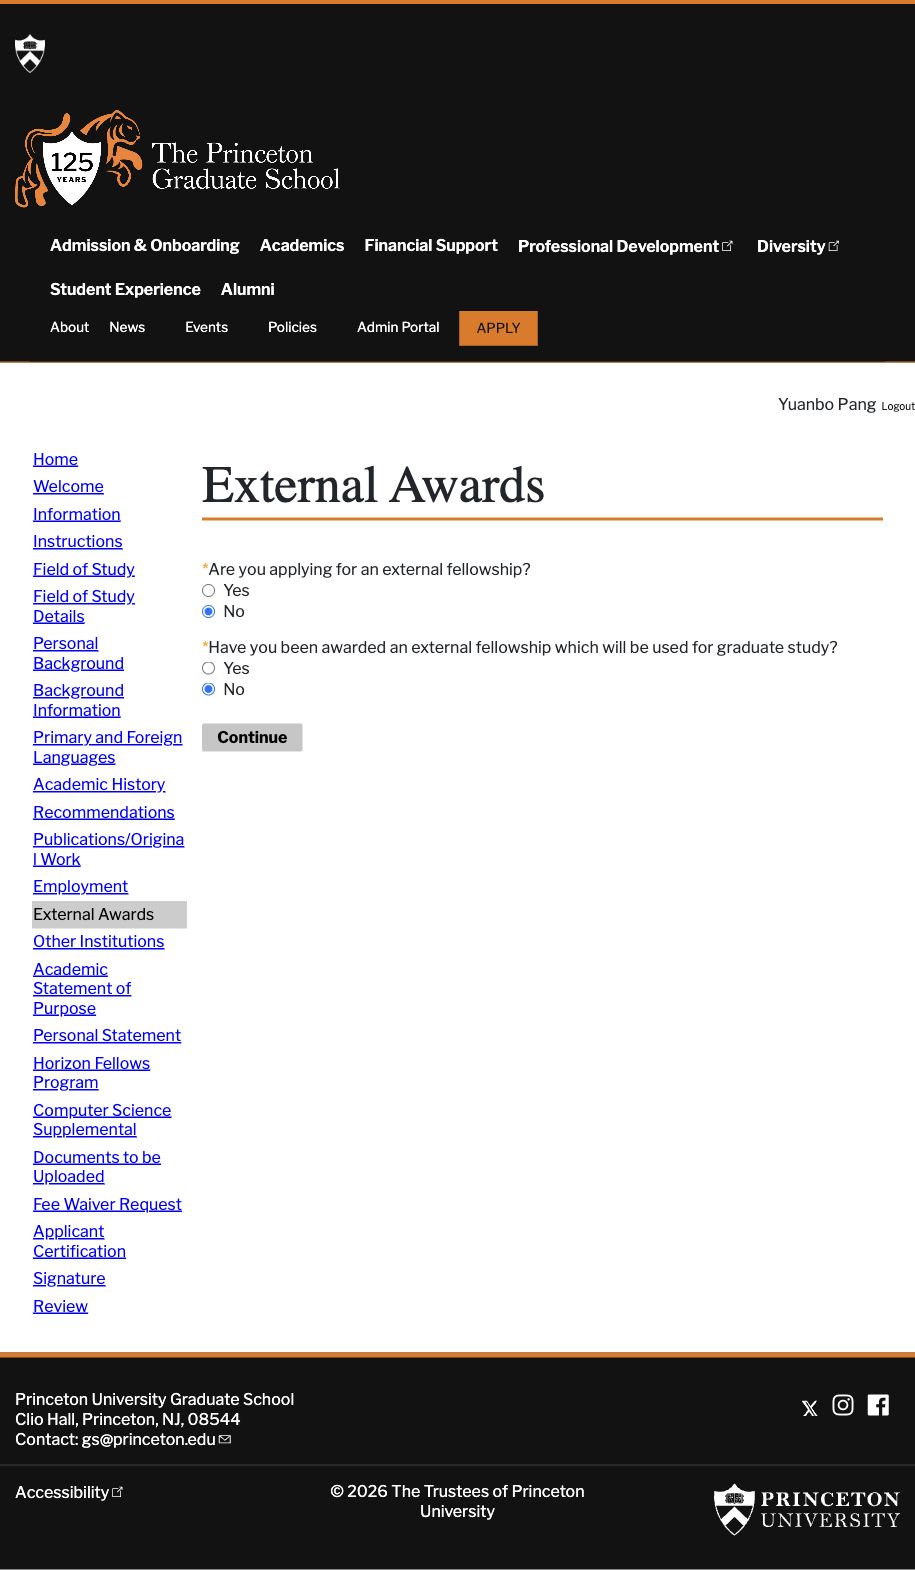 125
YEARS
The Princeton
Graduate School
Admission & Onboarding Academics Financial Support Professional Development Diversity
Student Experience Alumni
About News Events Policies Admin Portal APPLY
Yuanbo Pang Logout
Home
Welcome
Information
Instructions
Field of Study
Field of Study
Details
Personal
Background
Background
Information
Primary and Foreign
Languages
Academic History
Recommendations
Publications/Origina
l Work
Employment
External Awards
Other Institutions
Academic
Statement of
Purpose
Personal Statement
Horizon Fellows
Program
Computer Science
Supplemental
Documents to be
Uploaded
Fee Waiver Request
Applicant
Certification
Signature
Review
External Awards
*Are you applying for an external fellowship?
Yes
No
*Have you been awarded an external fellowship which will be used for graduate study?
Yes
No
Continue
Princeton University Graduate School
Clio Hall, Princeton, NJ, 08544
Contact: gs@princeton.edu
Accessibility
© 2026 The Trustees of Princeton
University
PRINCETON
UNIVERSITY